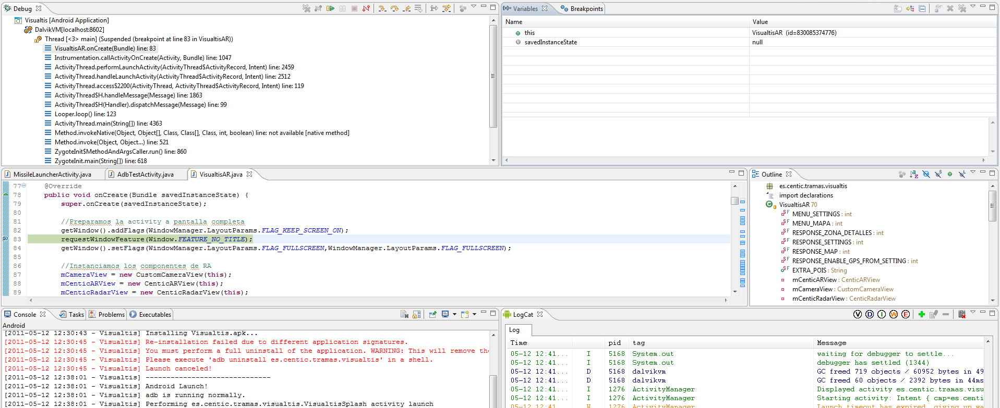 Debug
Visualtis [Android Application]
DalvikVM[localhost:8602]
Thread [<3> main] (Suspended (breakpoint at line 83 in VisualtisAR))
VisualtisAR.onCreate(Bundle) line: 83
Instrumentation.callActivityOnCreate(Activity, Bundle) line: 1047
ActivityThread.performLaunchActivity(ActivityThread$ActivityRecord, Intent) line: 2459
ActivityThread.handleLaunchActivity(ActivityThread$ActivityRecord, Intent) line: 2512
ActivityThread.access$2200(ActivityThread, ActivityThread$ActivityRecord, Intent) line: 119
ActivityThread$H.handleMessage(Message) line: 1863
ActivityThread$H(Handler).dispatchMessage(Message) line: 99
Looper.loop() line: 123
ActivityThread.main(String[]) line: 4363
Method.invokeNative(Object, Object[], Class, Class[], Class, int, boolean) line: not available [native method]
Method.invoke(Object, Object...) line: 521
ZygoteInit$MethodAndArgsCaller.run() line: 860
ZygoteInit.main(String[]) line: 618
(x)= Variables Breakpoints
Name Value
this VisualtisAR (id=830085374776)
savedInstanceState null
MissileLauncherActivity.java AdbTestActivity.java VisualtisAR.java
77 @Override
78 public void onCreate(Bundle savedInstanceState) {
79 super.onCreate(savedInstanceState);
80
81 //Preparamos la activity a pantalla completa
82 getWindow().addFlags(WindowManager.LayoutParams.FLAG_KEEP_SCREEN_ON);
83 requestWindowFeature(Window.FEATURE_NO_TITLE);
84 getWindow().setFlags(WindowManager.LayoutParams.FLAG_FULLSCREEN,WindowManager.LayoutParams.FLAG_FULLSCREEN);
85
86 //Instanciamos los componentes de RA
87 mCameraView = new CustomCameraView(this);
88 mCenticARView = new CenticARView(this);
89 mCenticRadarView = new CenticRadarView(this);
Outline
es.centic.tramas.visualtis
import declarations
VisualtisAR 70
MENU_SETTINGS : int
MENU_MAPA : int
RESPONSE_ZONA_DETALLES : int
RESPONSE_SETTINGS : int
RESPONSE_MAP : int
RESPONSE_ENABLE_GPS_FROM_SETTING : int
EXTRA_POIS : String
mCenticARView : CenticARView
mCameraView : CustomCameraView
mCenticRadarView : CenticRadarView
Console Tasks Problems Executables
Android
[2011-05-12 12:30:43 - Visualtis] Installing Visualtis.apk...
[2011-05-12 12:30:45 - Visualtis] Re-installation failed due to different application signatures.
[2011-05-12 12:30:45 - Visualtis] You must perform a full uninstall of the application. WARNING: This will remove the
[2011-05-12 12:30:45 - Visualtis] Please execute 'adb uninstall es.centic.tramas.visualtis' in a shell.
[2011-05-12 12:30:45 - Visualtis] Launch canceled!
[2011-05-12 12:38:01 - Visualtis] ------------------------------
[2011-05-12 12:38:01 - Visualtis] Android Launch!
[2011-05-12 12:38:01 - Visualtis] adb is running normally.
[2011-05-12 12:38:01 - Visualtis] Performing es.centic.tramas.visualtis.VisualtisSplash activity launch
LogCat V D I W E
Log
Time pid tag Message
05-12 12:41... I 5168 System.out waiting for debugger to settle...
05-12 12:41... I 5168 System.out debugger has settled (1344)
05-12 12:41... D 5168 dalvikvm GC freed 719 objects / 60952 bytes in 49
05-12 12:41... D 5168 dalvikvm GC freed 60 objects / 2392 bytes in 44ms
05-12 12:41... I 1276 ActivityManager Displayed activity es.centic.tramas.visu
05-12 12:41... I 1276 ActivityManager Starting activity: Intent { cmp=es.centi
05-12 12:41... W 1276 ActivityManager Launch timeout has expired, giving up wa